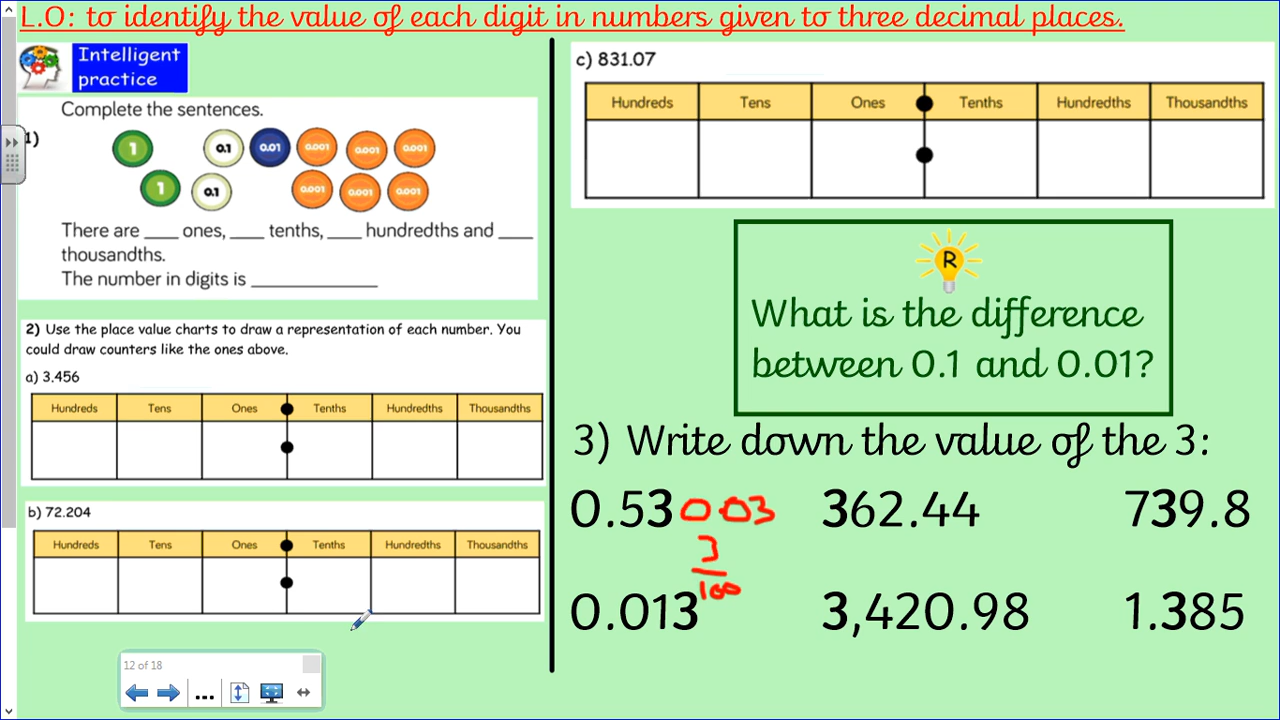 L.O: to identify the value of each digit in numbers given to three decimal places.
Intelligent
practice
Complete the sentences.
1)
1 0.1 0.01 0.001 0.001 0.001
1 0.1 0.001 0.001 0.001
There are ____ ones, ____ tenths, ____ hundredths and ____
thousandths.
The number in digits is ______________
2) Use the place value charts to draw a representation of each number. You
could draw counters like the ones above.
a) 3.456
Hundreds Tens Ones Tenths Hundredths Thousandths
b) 72.204
Hundreds Tens Ones Tenths Hundredths Thousandths
12 of 18
c) 831.07
Hundreds Tens Ones Tenths Hundredths Thousandths
R
What is the difference
between 0.1 and 0.01?
3) Write down the value of the 3:
0.53 0.03 362.44 739.8
3
100
0.013 3,420.98 1.385